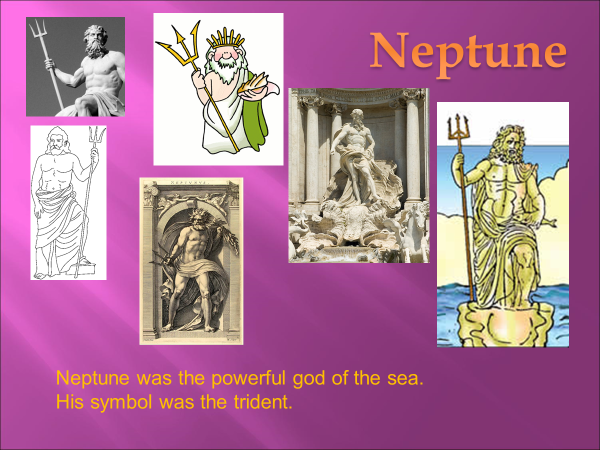 Neptune
Neptune was the powerful god of the sea.
His symbol was the trident.